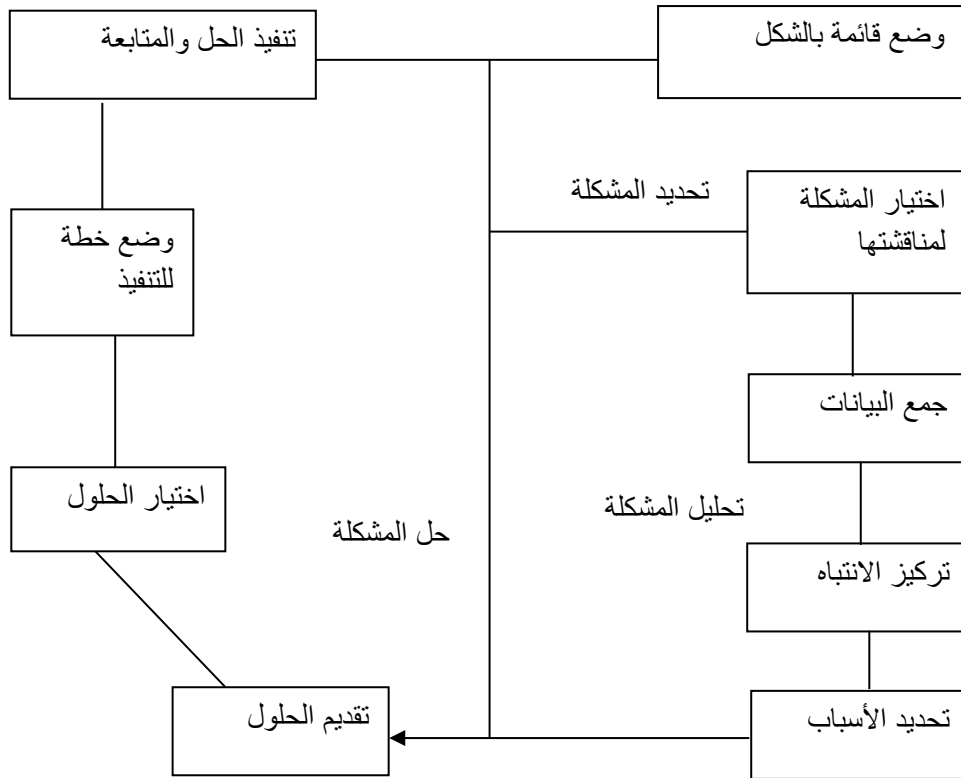 وضع قائمة بالشكل
تنفيذ الحل والمتابعة
تحديد المشكلة
اختيار المشكلة
لمناقشتها
وضع خطة
للتنفيذ
جمع البيانات
اختيار الحلول
تحليل المشكلة
حل المشكلة
تركيز الانتباه
تحديد الأسباب
تقديم الحلول